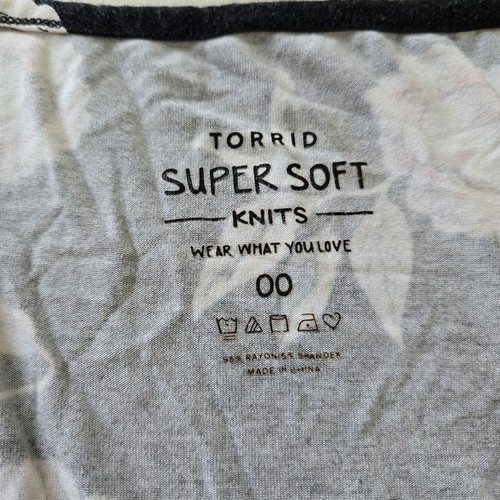 TORRID
SUPER SOFT
KNITS
WEAR WHAT YOU LOVE
00
95% RAYON/5% SPANDEX
MADE IN CHINA